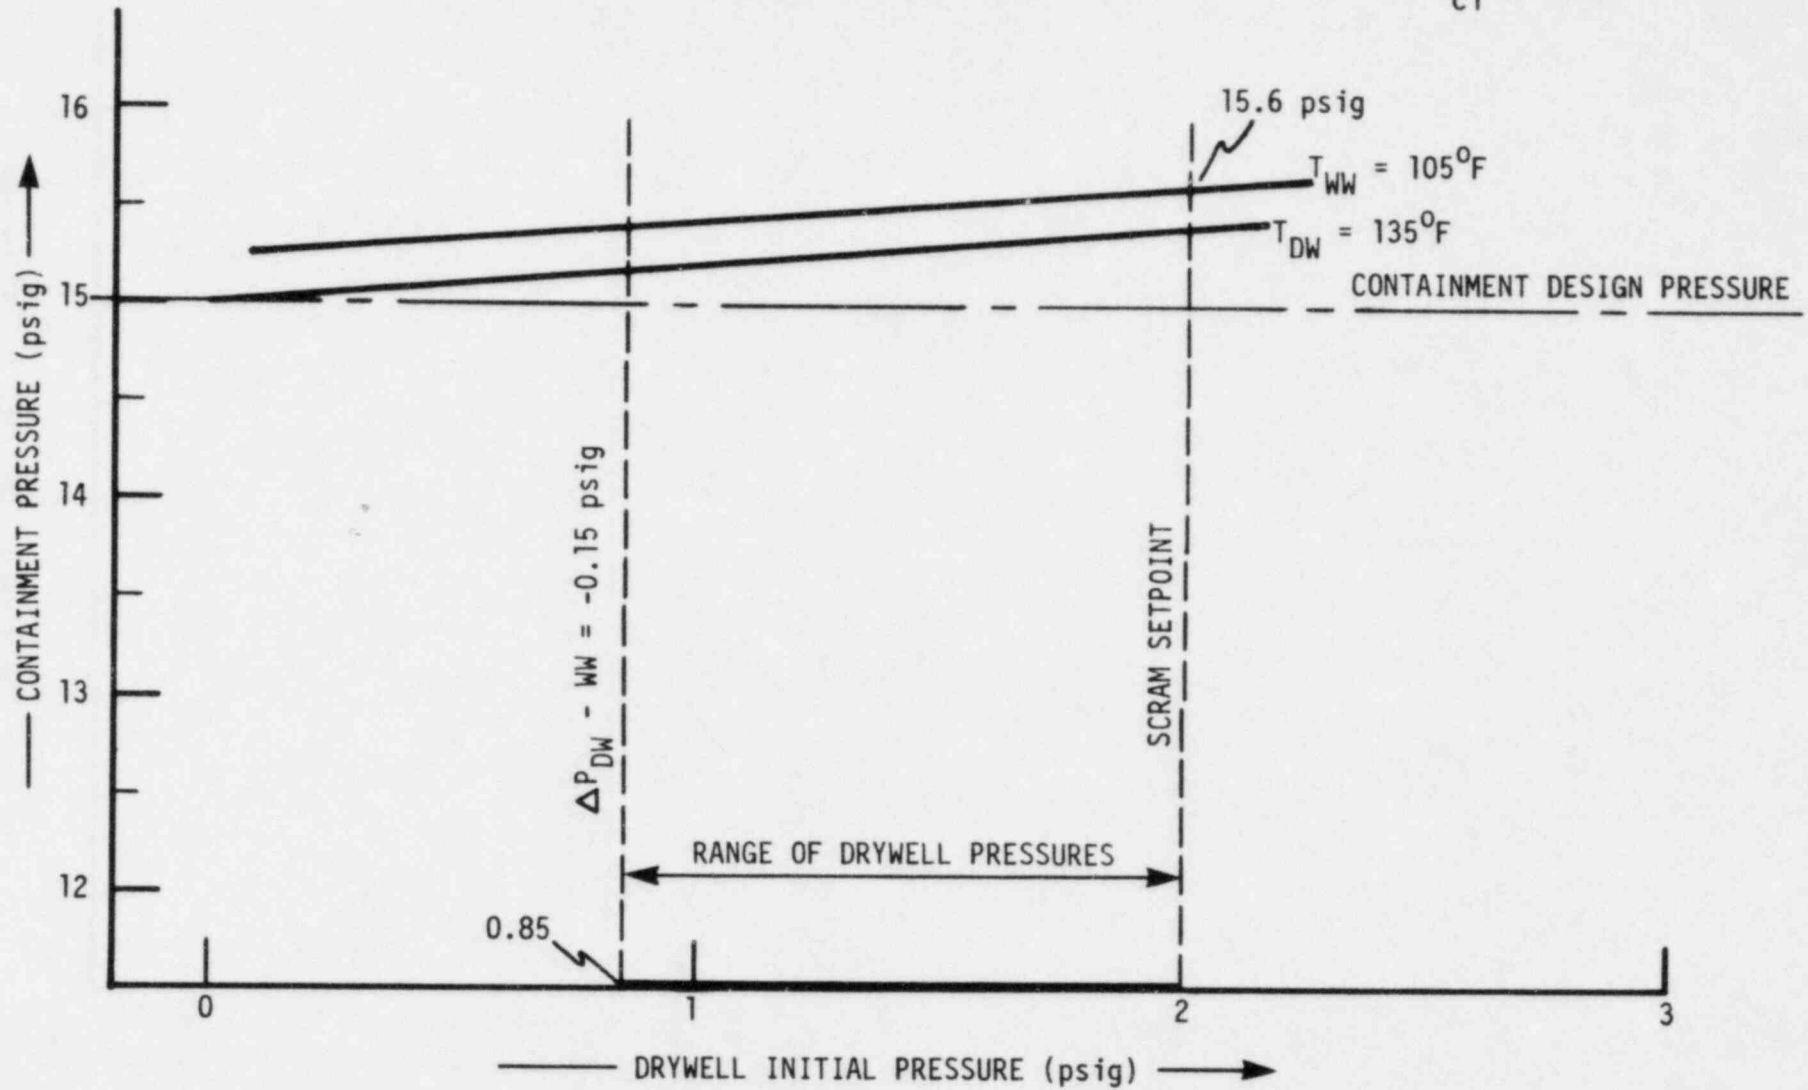 CT
16
15.6 psig
T_WW = 105°F
T_DW = 135°F
CONTAINMENT DESIGN PRESSURE
15
CONTAINMENT PRESSURE (psig)
14
ΔP_DW - WW = -0.15 psig
SCRAM SETPOINT
13
RANGE OF DRYWELL PRESSURES
12
0.85
0 1 2 3
DRYWELL INITIAL PRESSURE (psig)